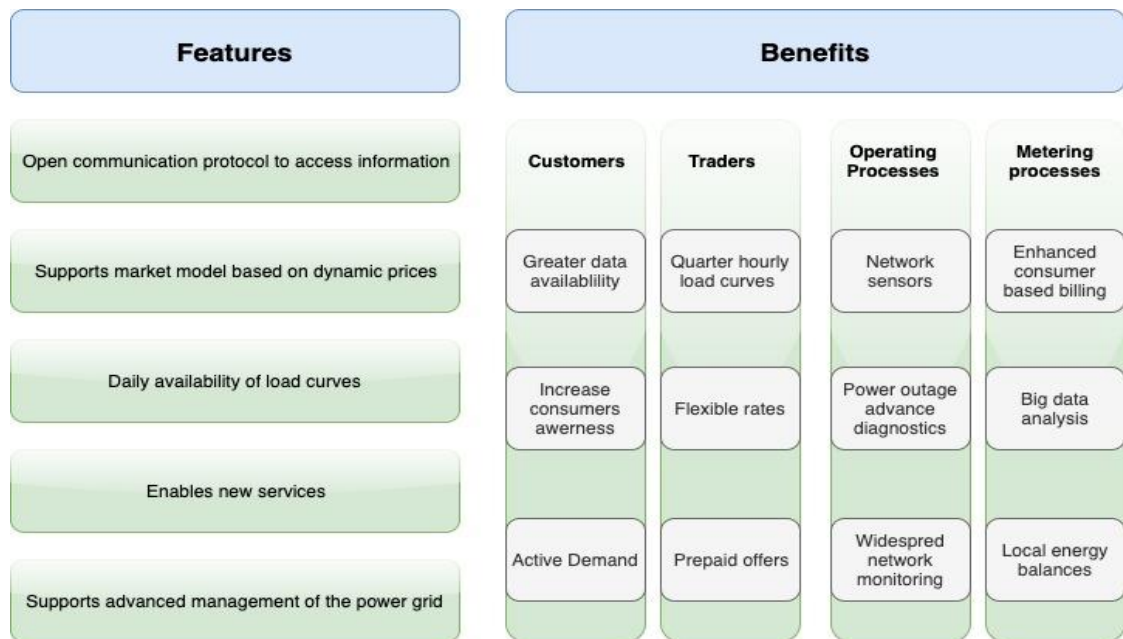 Features
Benefits
Open communication protocol to access information
Supports market model based on dynamic prices
Daily availability of load curves
Enables new services
Supports advanced management of the power grid
Customers
Greater data
availablility
Increase
consumers
awerness
Active Demand
Traders
Quarter hourly
load curves
Flexible rates
Prepaid offers
Operating
Processes
Network
sensors
Power outage
advance
diagnostics
Widespred
network
monitoring
Metering
processes
Enhanced
consumer
based billing
Big data
analysis
Local energy
balances